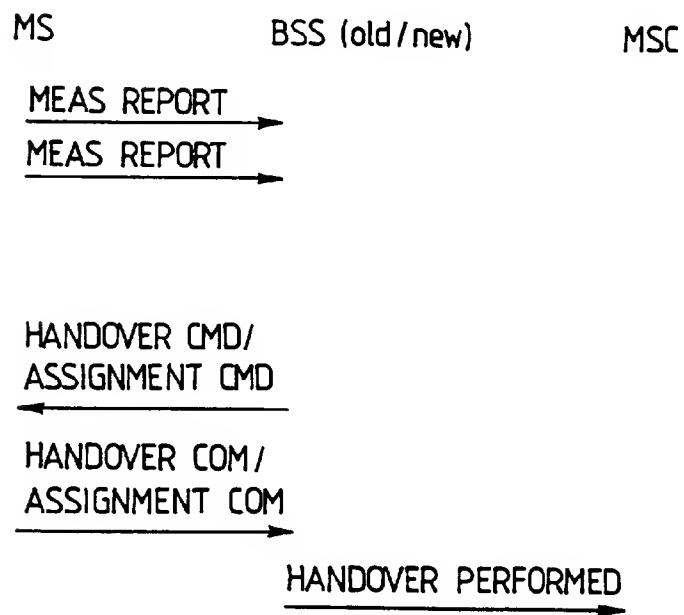 MS BSS (old/new) MSC
MEAS REPORT
MEAS REPORT
HANDOVER CMD/
ASSIGNMENT CMD
HANDOVER COM/
ASSIGNMENT COM
HANDOVER PERFORMED